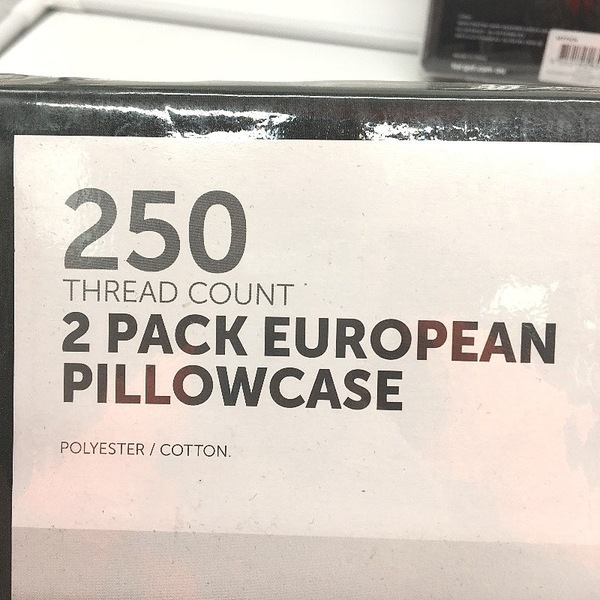 250
THREAD COUNT
2 PACK EUROPEAN
PILLOWCASE
POLYESTER / COTTON.